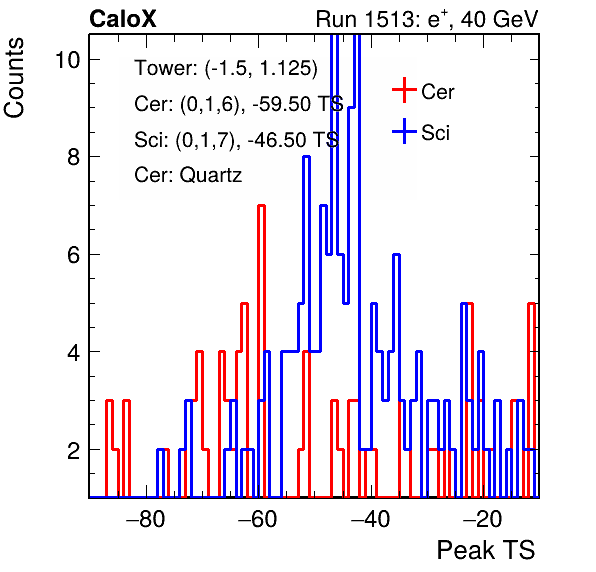 CaloX Run 1513: e⁺, 40 GeV
Counts
Tower: (-1.5, 1.125)
Cer: (0,1,6), -59.50 TS
Sci: (0,1,7), -46.50 TS
Cer: Quartz
Cer
Sci
10
8
6
4
2
−80 −60 −40 −20
Peak TS